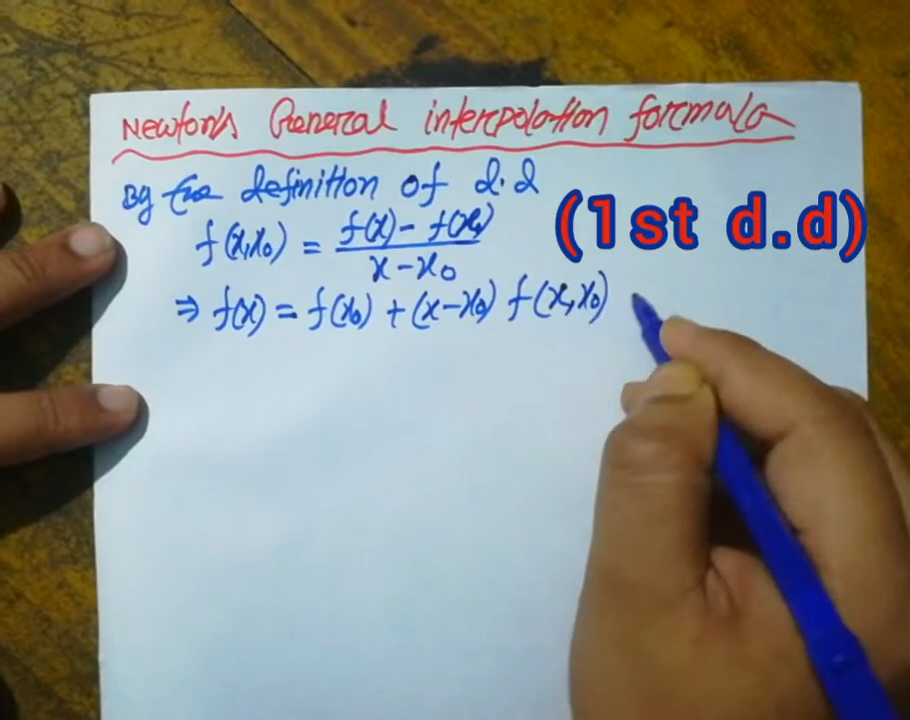 Newton's General interpolation formula
By the definition of d.d
(1st d.d)
f(x,x₀) = f(x) - f(x₀) / x - x₀
⇒ f(x) = f(x₀) + (x-x₀) f(x,x₀)